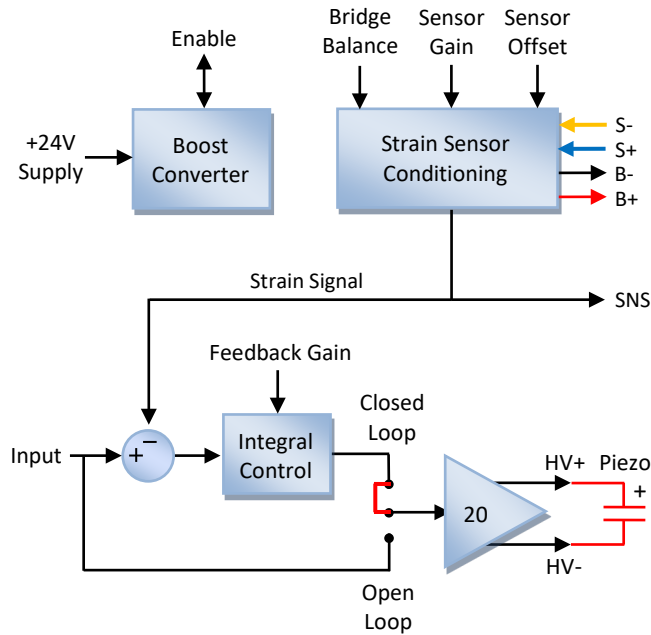 Enable
Bridge
Balance
Sensor
Gain
Sensor
Offset
+24V
Supply
Boost
Converter
Strain Sensor
Conditioning
S-
S+
B-
B+
Strain Signal
SNS
Feedback Gain
Input
+
−
Integral
Control
Closed
Loop
20
HV+
Piezo
+
HV-
Open
Loop